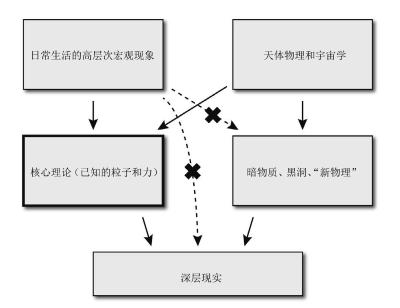 日常生活的高层次宏观现象
天体物理和宇宙学
核心理论（已知的粒子和力）
暗物质、黑洞、“新物理”
深层现实